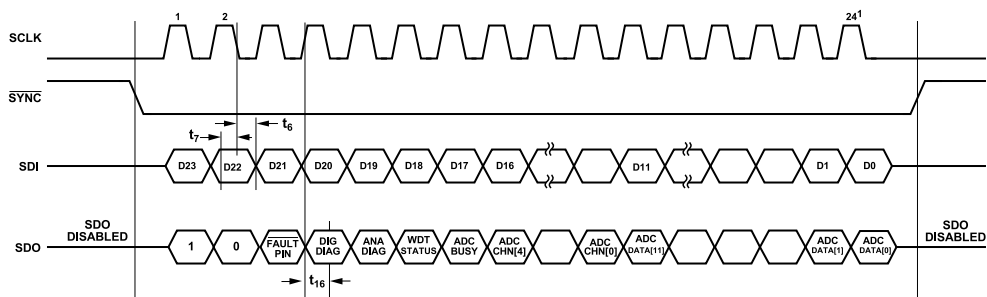 1 2 24¹
SCLK
SYNC
t7 t6
SDI D23 D22 D21 D20 D19 D18 D17 D16 D11 D1 D0
SDO
DISABLED
SDO 1 0 FAULT
PIN
DIG
DIAG
ANA
DIAG
WDT
STATUS
ADC
BUSY
ADC
CHN[4]
ADC
CHN[0]
ADC
DATA[11]
ADC
DATA[1]
ADC
DATA[0]
SDO
DISABLED
t16